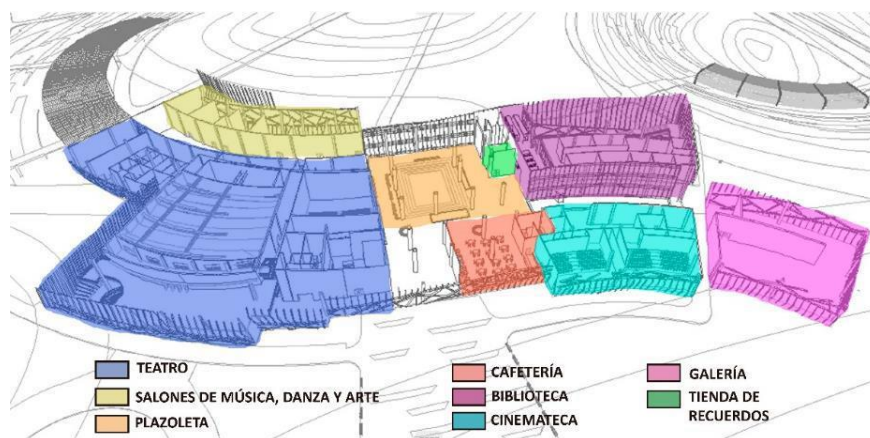 TEATRO
SALONES DE MÚSICA, DANZA Y ARTE
PLAZOLETA
CAFETERÍA
BIBLIOTECA
CINEMATECA
GALERÍA
TIENDA DE
RECUERDOS